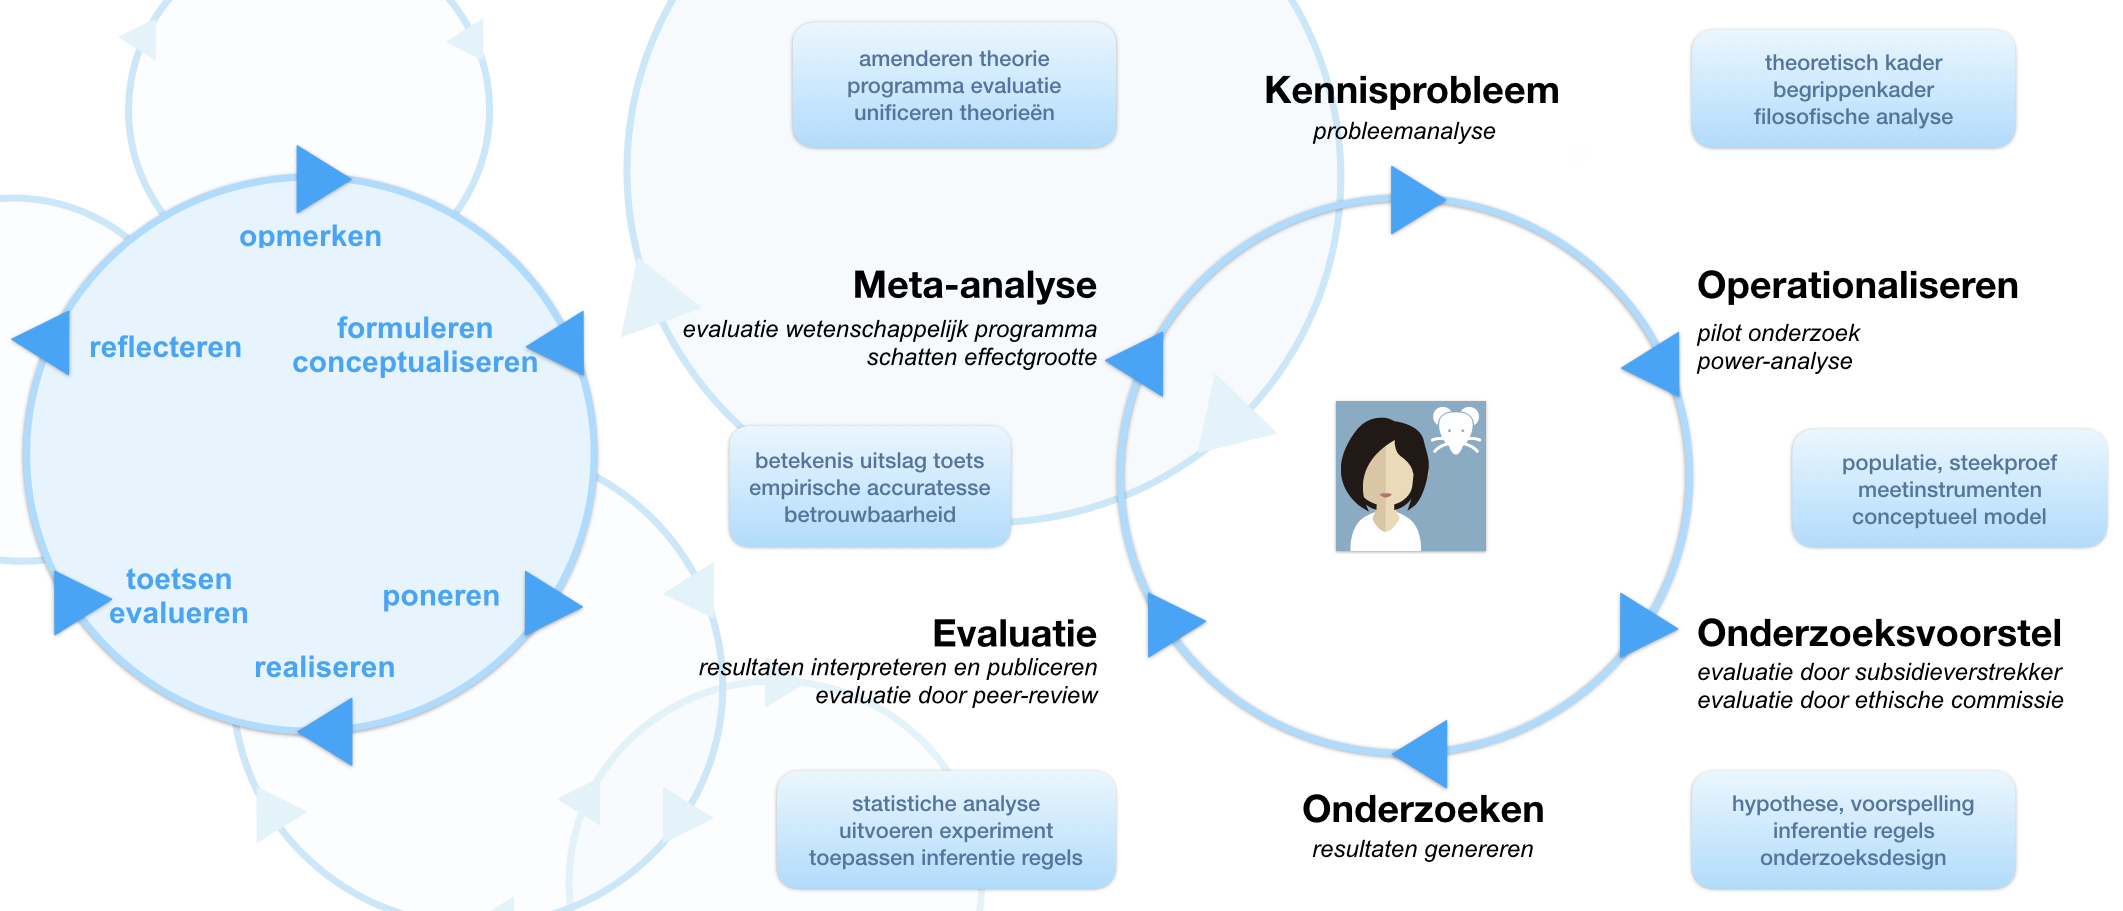 opmerken
reflecteren
formuleren
conceptualiseren
toetsen
evalueren
poneren
realiseren
amenderen theorie
programma evaluatie
unificeren theorieën
Kennisprobleem
probleemanalyse
theoretisch kader
begrippenkader
filosofische analyse
Meta-analyse
evaluatie wetenschappelijk programma
schatten effectgrootte
Operationaliseren
pilot onderzoek
power-analyse
betekenis uitslag toets
empirische accuratesse
betrouwbaarheid
populatie, steekproef
meetinstrumenten
conceptueel model
Evaluatie
resultaten interpreteren en publiceren
evaluatie door peer-review
Onderzoeksvoorstel
evaluatie door subsidieverstrekker
evaluatie door ethische commissie
statistiche analyse
uitvoeren experiment
toepassen inferentie regels
Onderzoeken
resultaten genereren
hypothese, voorspelling
inferentie regels
onderzoeksdesign